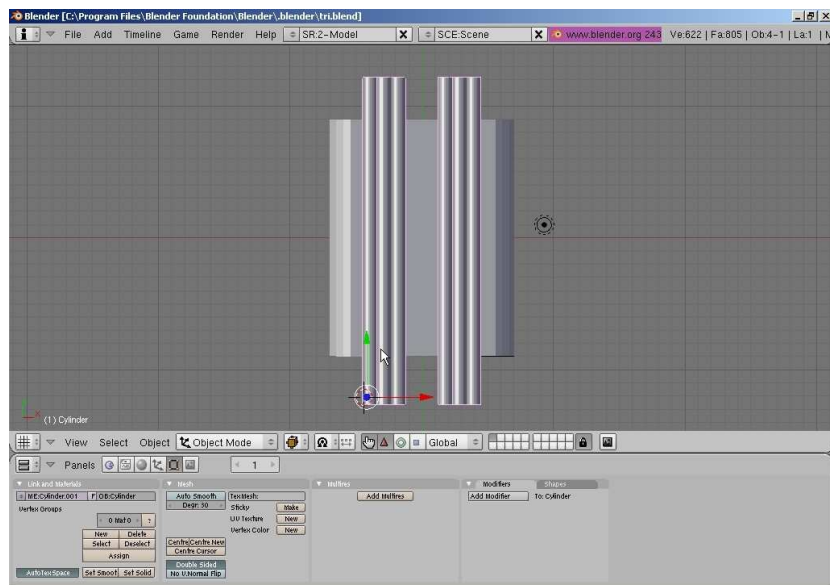 Blender [C:\Program Files\Blender Foundation\Blender\.blender\tri.blend]
File Add Timeline Game Render Help SR:2-Model X SCE:Scene X www.blender.org 243 Ve:622 | Fa:805 | Ob:4-1 | La:1 |
x
(1) Cylinder
View Select Object Object Mode Global
Panels 1
Link and Materials Mesh Multires Modifiers Shapes
ME:Cylinder.001 F OB:Cylinder Auto Smooth TexMesh: Add Multires Add Modifier To: Cylinder
Vertex Groups Degr: 30 Sticky Make
0 Mat 0 ? UV Texture New
New Delete Vertex Color New
Select Deselect Centre Centre New
Assign Centre Cursor
Double Sided
AutoTexSpace Set Smoot Set Solid No V.Normal Flip